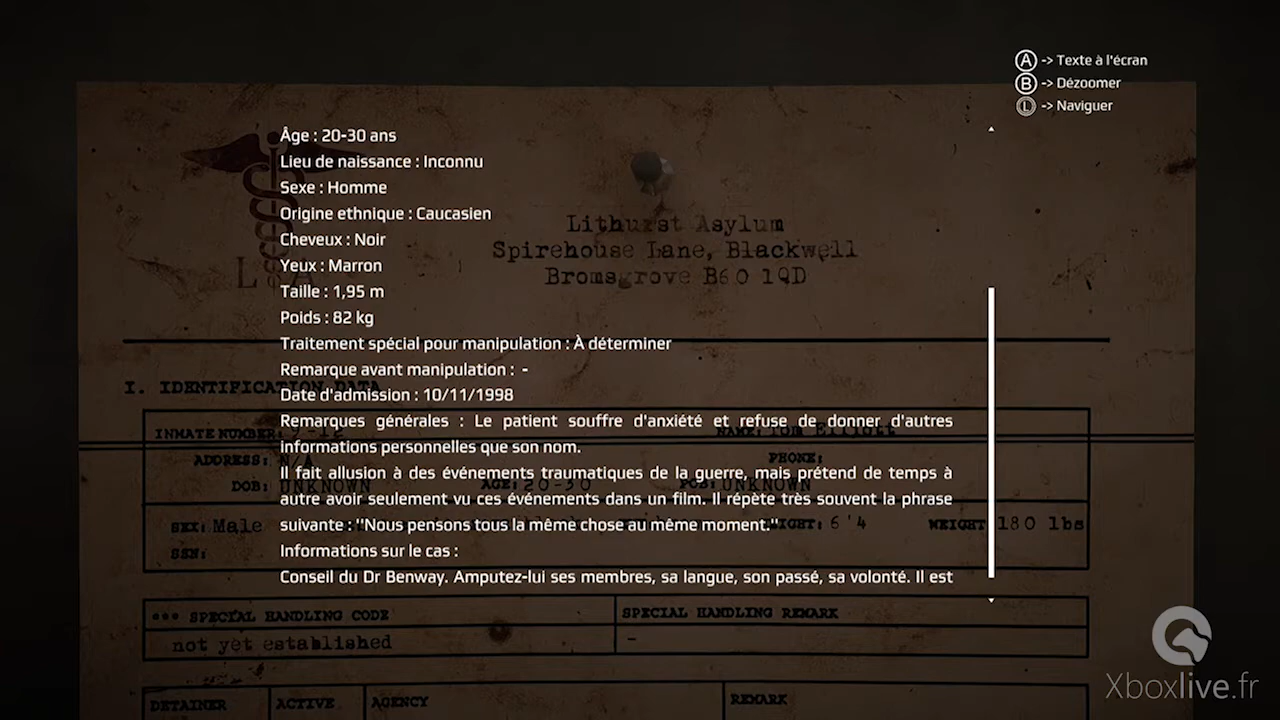 A -> Texte à l'écran
B -> Dézoomer
L -> Naviguer
Âge : 20-30 ans
Lieu de naissance : Inconnu
Sexe : Homme
Origine ethnique : Caucasien
Cheveux : Noir
Yeux : Marron
Taille : 1,95 m
Poids : 82 kg
Traitement spécial pour manipulation : À déterminer
Remarque avant manipulation : -
Date d'admission : 10/11/1998
Remarques générales : Le patient souffre d'anxiété et refuse de donner d'autres
informations personnelles que son nom.
Il fait allusion à des événements traumatiques de la guerre, mais prétend de temps à
autre avoir seulement vu ces événements dans un film. Il répète très souvent la phrase
suivante : "Nous pensons tous la même chose au même moment."
Informations sur le cas :
Conseil du Dr Benway. Amputez-lui ses membres, sa langue, son passé, sa volonté. Il est
L A
Lithurst Asylum
Spirehouse Lane, Blackwell
Bromsgrove B60 1QD
I. IDENTIFICATION DATA
INMATE NUMBER:
NAME: Tom Elliott
ADDRESS: N/A
PHONE:
DOB: UNKNOWN
AGE: 20-30
POB: UNKNOWN
SEX: Male
HEIGHT: 6'4
WEIGHT: 180 lbs
SSN:
*** SPECIAL HANDLING CODE
SPECIAL HANDLING REMARK
not yet established
-
DETAINER
ACTIVE
AGENCY
REMARK
Xboxlive.fr